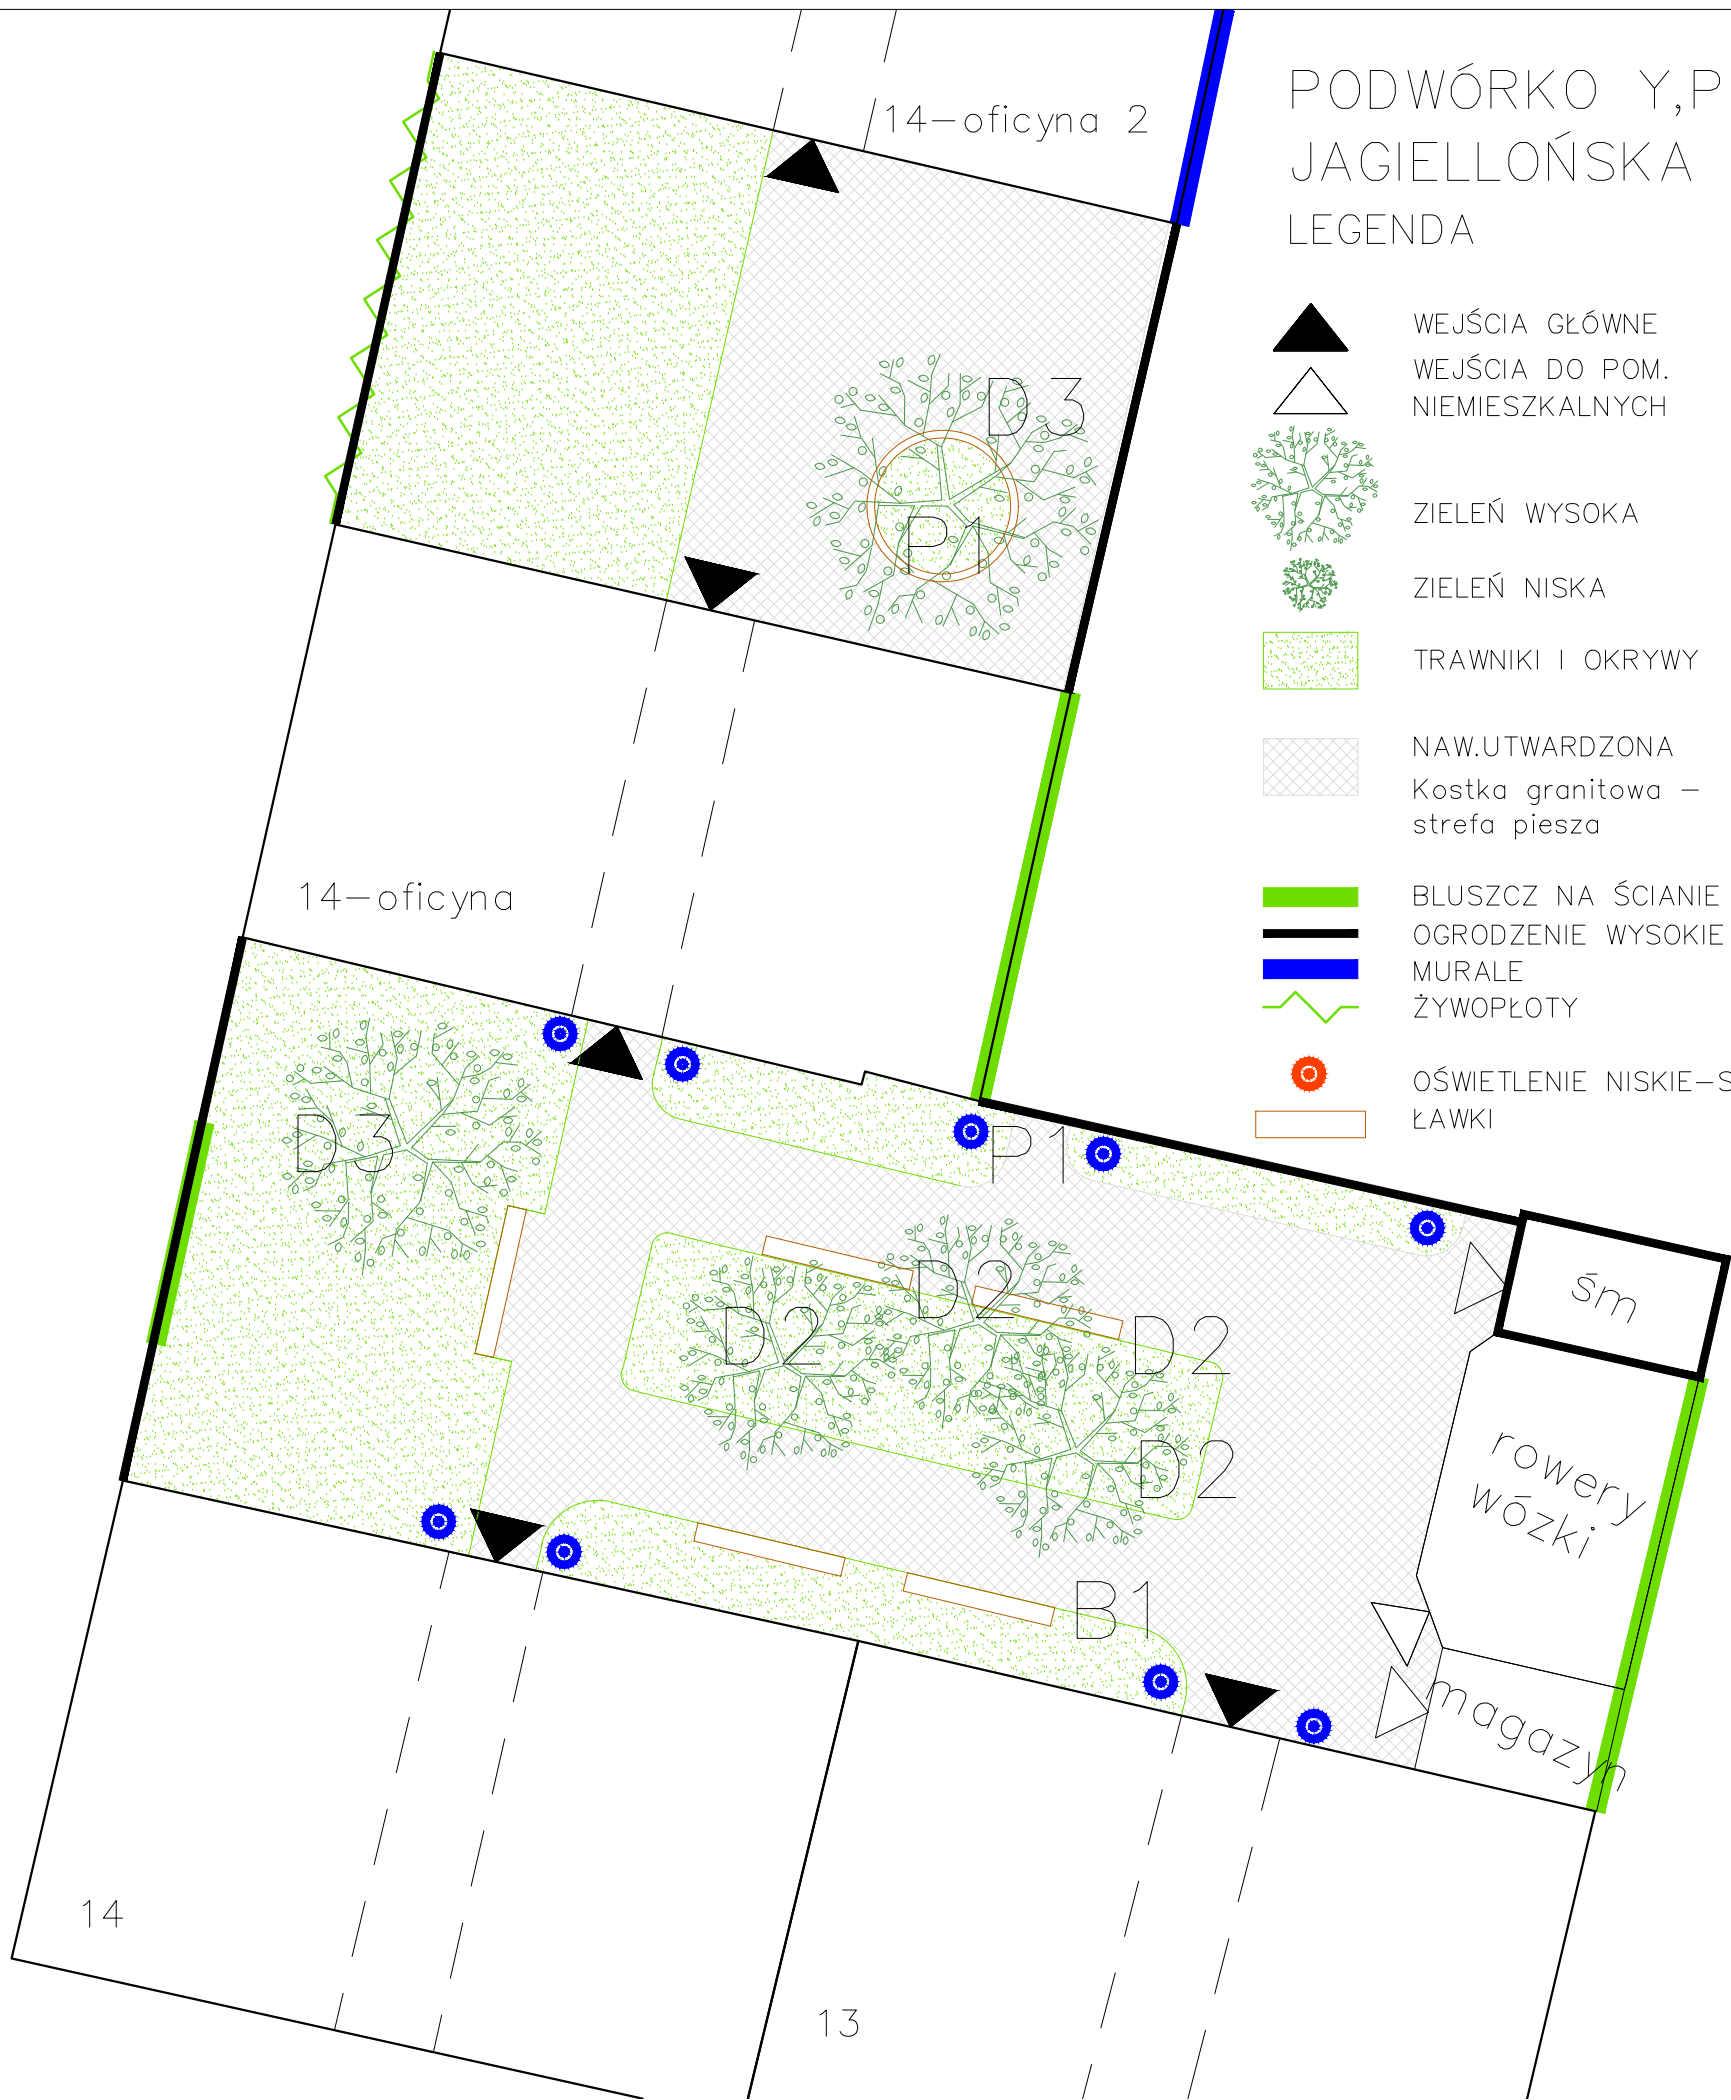 14-oficyna 2
PODWÓRKO Y,P
JAGIELLOŃSKA
LEGENDA
WEJŚCIA GŁÓWNE
WEJŚCIA DO POM.
NIEMIESZKALNYCH
ZIELEŃ WYSOKA
ZIELEŃ NISKA
TRAWNIKI I OKRYWY
NAW.UTWARDZONA
Kostka granitowa -
strefa piesza
BLUSZCZ NA ŚCIANIE
OGRODZENIE WYSOKIE
MURALE
ŻYWOPŁOTY
OŚWIETLENIE NISKIE-S
ŁAWKI
D3
P1
14-oficyna
D3
P1
D2
D2
D2
D2
B1
śm
rowery
wózki
magazyn
14
13